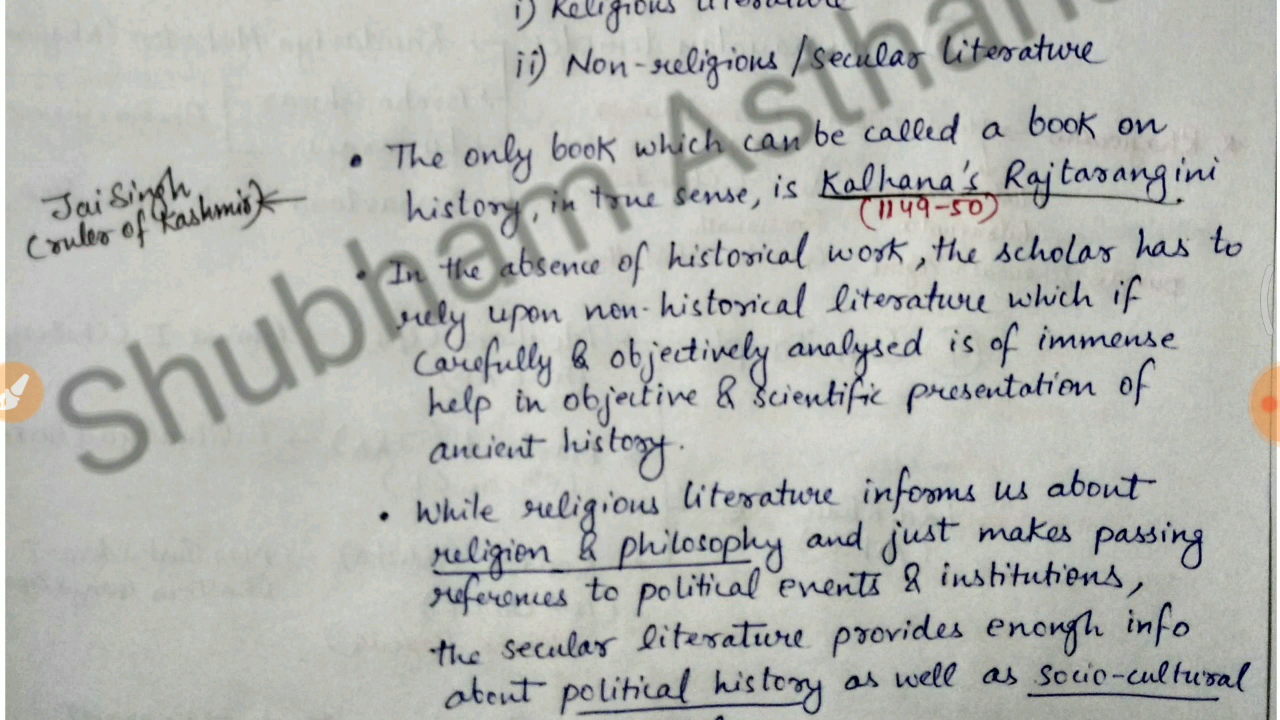 i) Religious literature
ii) Non-religious/secular literature
• The only book which can be called a book on
history, in true sense, is Kalhana's Rajtarangini.
(1149-50)
Jai Singh
(ruler of Kashmir)
• In the absence of historical work, the scholar has to
rely upon non-historical literature which if
carefully & objectively analysed is of immense
help in objective & scientific presentation of
ancient history.
• While religious literature informs us about
religion & philosophy and just makes passing
references to political events & institutions,
the secular literature provides enough info
about political history as well as socio-cultural
Shubham Asthana